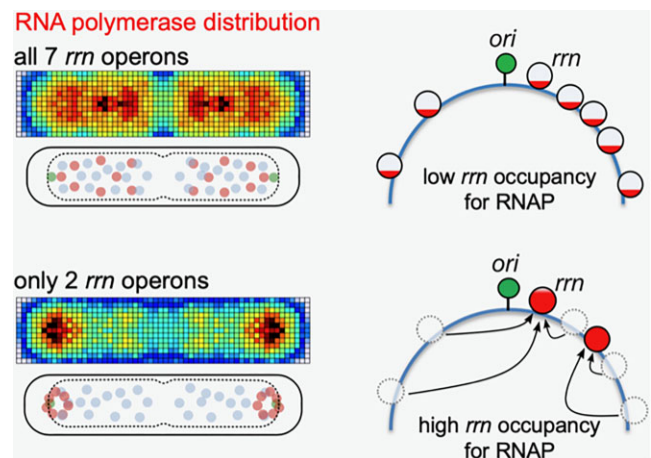 RNA polymerase distribution
all 7 rrn operons
ori
rrn
low rrn occupancy
for RNAP
only 2 rrn operons
ori
rrn
high rrn occupancy
for RNAP